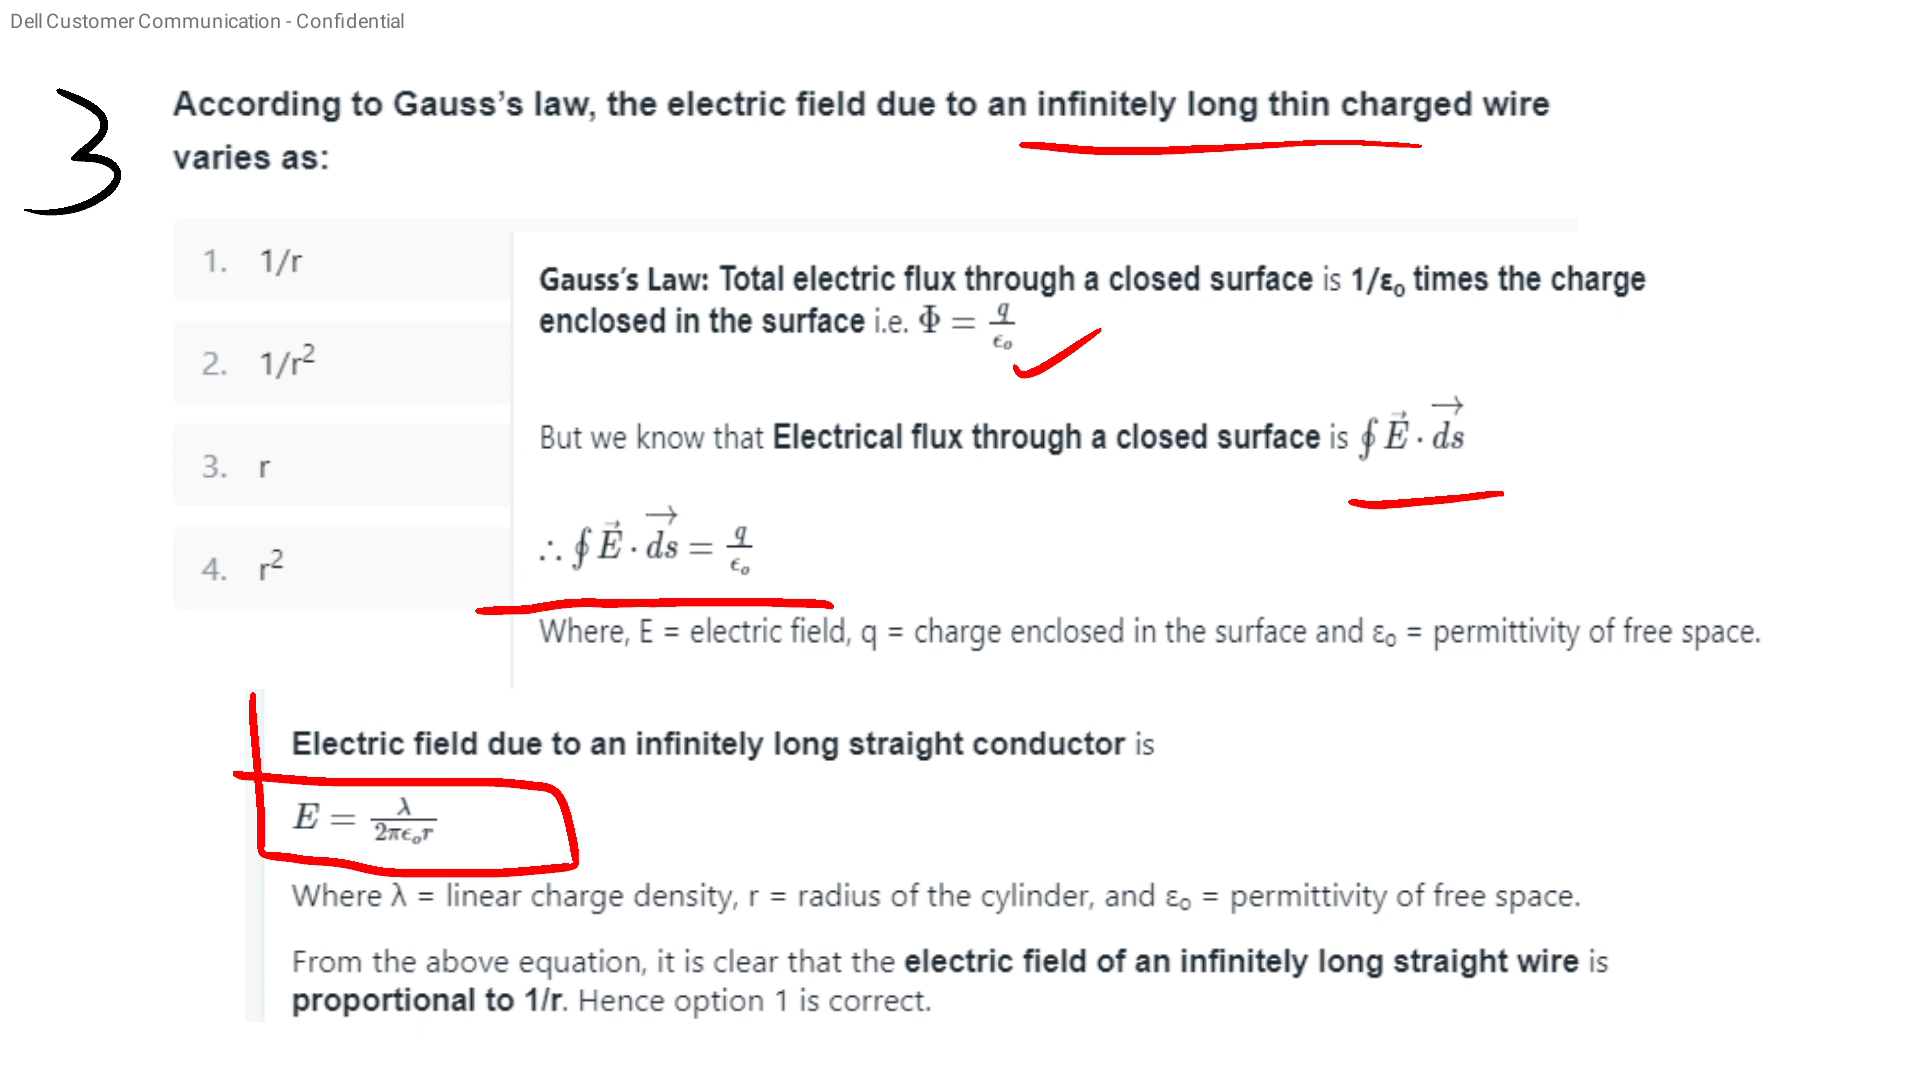 Dell Customer Communication - Confidential
3
According to Gauss's law, the electric field due to an infinitely long thin charged wire
varies as:
1. 1/r
2. 1/r²
3. r
4. r²
Gauss's Law: Total electric flux through a closed surface is 1/ε₀ times the charge
enclosed in the surface i.e. Φ = q/ϵ₀
But we know that Electrical flux through a closed surface is ∮ E⃗ · d⃗s
∴ ∮ E⃗ · d⃗s = q/ϵ₀
Where, E = electric field, q = charge enclosed in the surface and ε₀ = permittivity of free space.
Electric field due to an infinitely long straight conductor is
E = λ/2πϵ₀r
Where λ = linear charge density, r = radius of the cylinder, and ε₀ = permittivity of free space.
From the above equation, it is clear that the electric field of an infinitely long straight wire is
proportional to 1/r. Hence option 1 is correct.